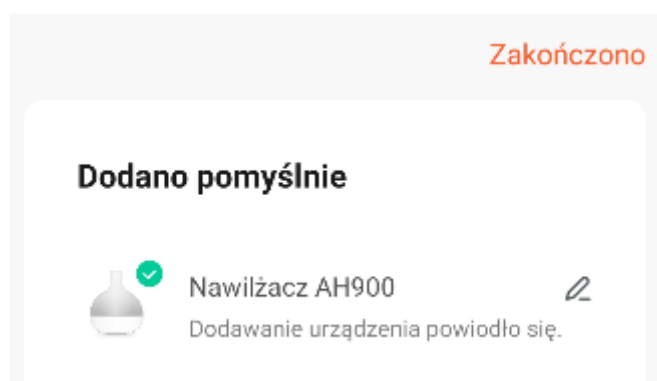 Zakończono
Dodano pomyślnie
Nawilżacz AH900
Dodawanie urządzenia powiodło się.